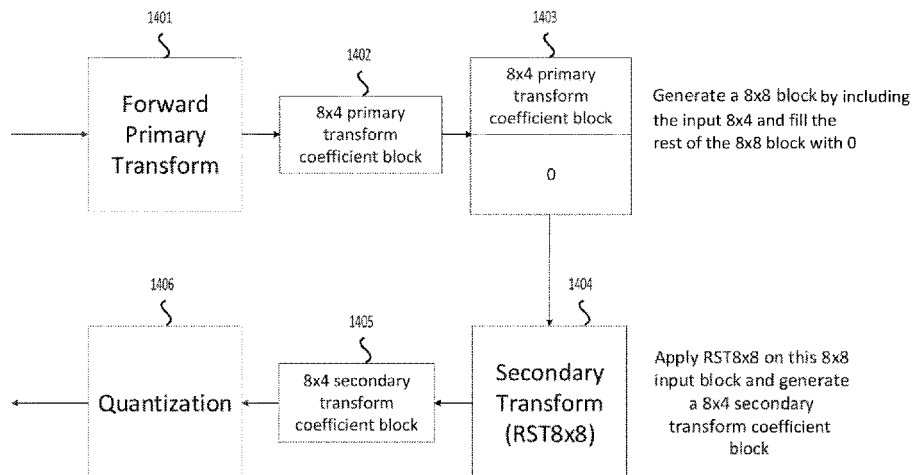 1401
Forward
Primary
Transform
1402
8x4 primary
transform
coefficient block
1403
8x4 primary
transform
coefficient block
0
Generate a 8x8 block by including
the input 8x4 and fill the
rest of the 8x8 block with 0
1406
Quantization
1405
8x4 secondary
transform
coefficient block
1404
Secondary
Transform
(RST8x8)
Apply RST8x8 on this 8x8
input block and generate
a 8x4 secondary
transform coefficient
block